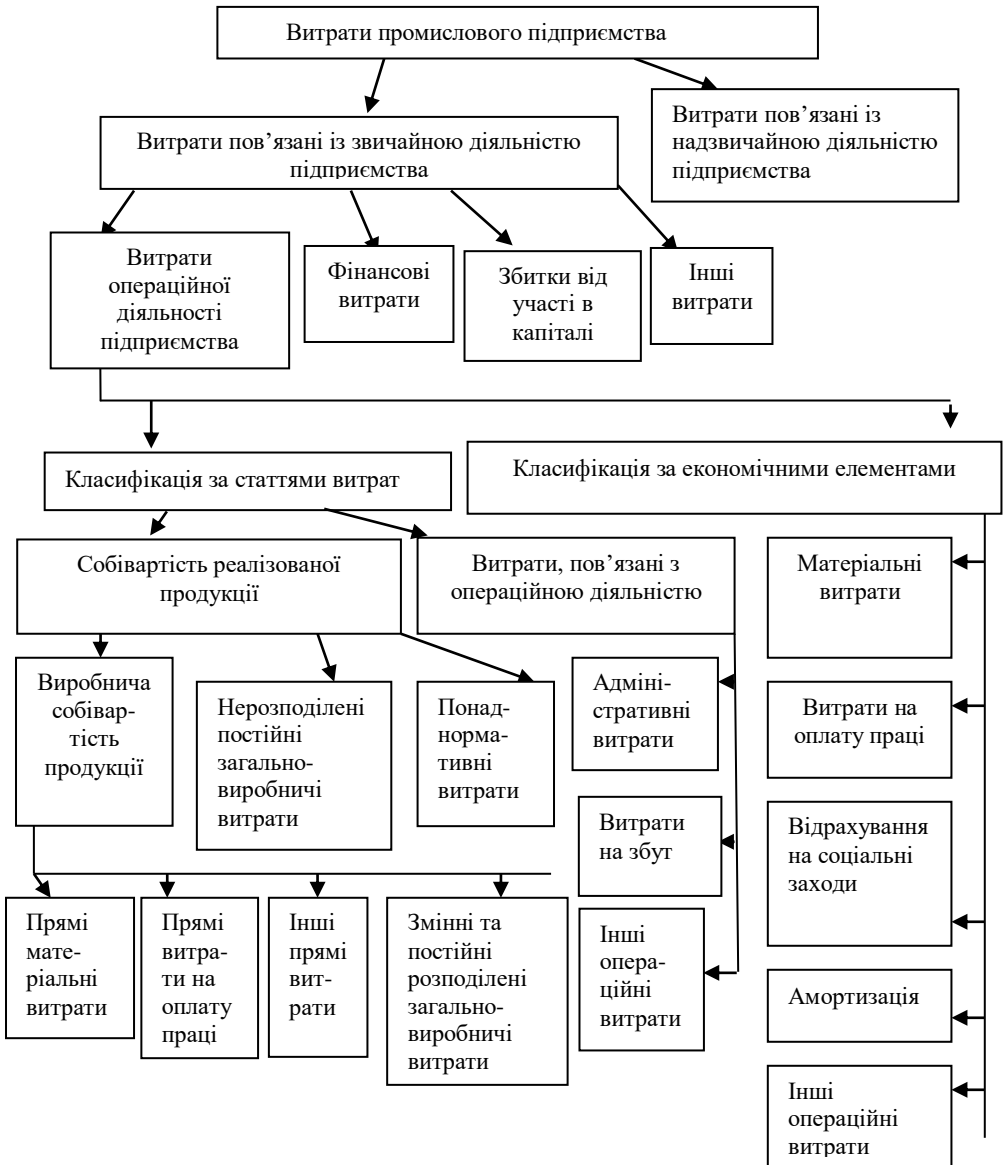 Витрати промислового підприємства
Витрати пов’язані із звичайною діяльністю
підприємства
Витрати пов’язані із
надзвичайною діяльністю
підприємства
Витрати
операційної
діяльності
підприємства
Фінансові
витрати
Збитки від
участі в
капіталі
Інші
витрати
Класифікація за статтями витрат
Класифікація за економічними елементами
Собівартість реалізованої
продукції
Витрати, пов’язані з
операційною діяльністю
Матеріальні
витрати
Виробнича
собівар-
тість
продукції
Нерозподілені
постійні
загально-
виробничі
витрати
Понад-
норма-
тивні
витрати
Адміні-
стративні
витрати
Витрати на
оплату праці
Витрати
на збут
Відрахування
на соціальні
заходи
Прямі
мате-
ріальні
витрати
Прямі
витра-
ти на
оплату
праці
Інші
прямі
вит-
рати
Змінні та
постійні
розподілені
загально-
виробничі
витрати
Інші
опера-
ційні
витрати
Амортизація
Інші
операційні
витрати